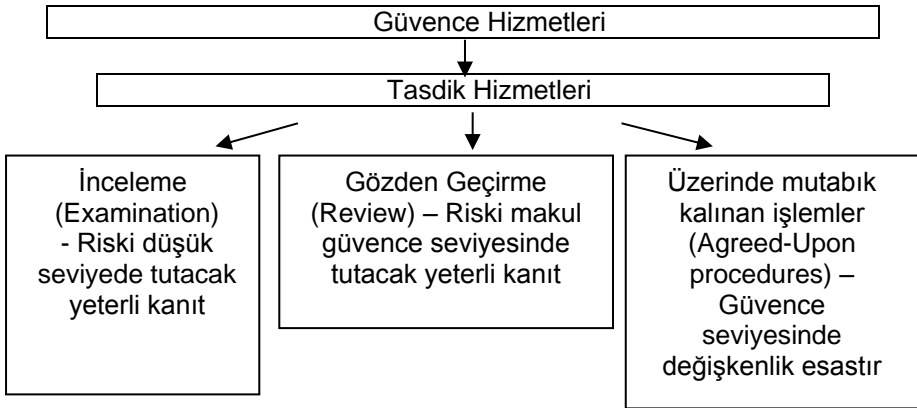 Güvence Hizmetleri
Tasdik Hizmetleri
İnceleme
(Examination)
- Riski düşük
seviyede tutacak
yeterli kanıt
Gözden Geçirme
(Review) – Riski makul
güvence seviyesinde
tutacak yeterli kanıt
Üzerinde mutabık
kalınan işlemler
(Agreed-Upon
procedures) –
Güvence
seviyesinde
değişkenlik esastır